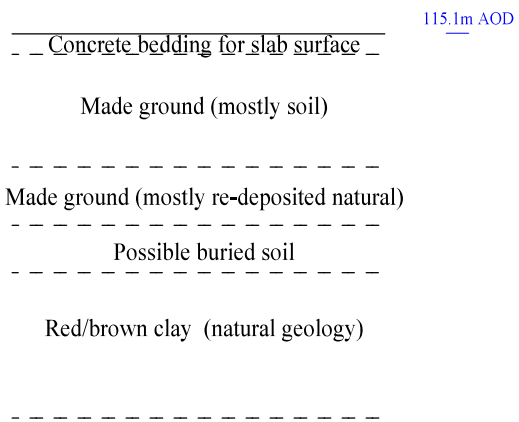 115.1m AOD
Concrete bedding for slab surface
Made ground (mostly soil)
Made ground (mostly re-deposited natural)
Possible buried soil
Red/brown clay (natural geology)